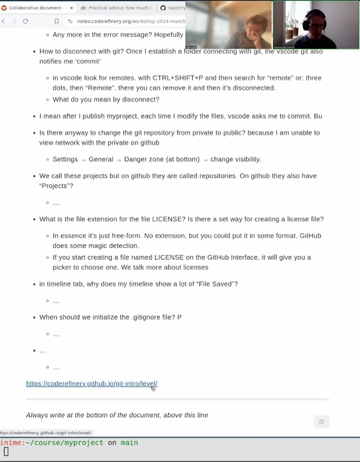 Collaborative document
Practical advice: how much
notes.coderefinery.org/workshop-2024-march
Any more in the error message? Hopefully
How to disconnect with git? Once I establish a folder connecting with git, the vscode git also
notifies me 'commit'
in vscode look for remotes. with CTRL+SHIFT+P and then search for "remote" or: three
dots, then "Remote". there you can remove it and then it's disconnected.
What do you mean by disconnect?
I mean after I publish myproject, each time I modify the files, vscode asks me to commit. Bu
Is there anyway to change the git repository from private to public? because I am unable to
view network with the private on github
Settings → General → Danger zone (at bottom) → change visibility.
We call these projects but on github they are called repositories. On github they also have
"Projects"?
...
What is the file extension for the file LICENSE? Is there a set way for creating a license file?
In essence it's just free-form. No extension, but you could put it in some format. GitHub
does some magic detection.
If you start creating a file named LICENSE on the GitHub interface, it will give you a
picker to choose one. We talk more about licenses
in timeline tab, why does my timeline show a lot of "File Saved"?
...
When should we initialize the .gitignore file? P
...
...
...
https://coderefinery.github.io/git-intro/level/
Always write at the bottom of the document, above this line
https://coderefinery.github.io/git-intro/level/
inime:~/course/myproject on main